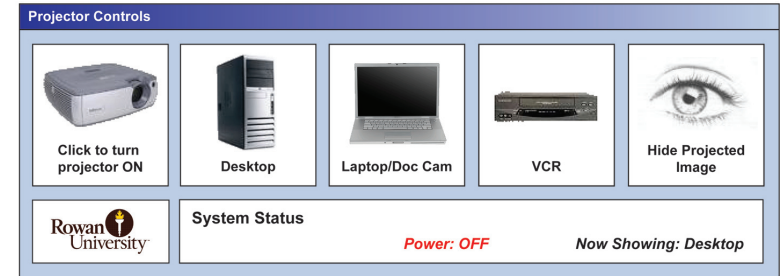 Projector Controls
Click to turn
projector ON
Desktop
Laptop/Doc Cam
VCR
Hide Projected
Image
Rowan
University
System Status
Power: OFF
Now Showing: Desktop